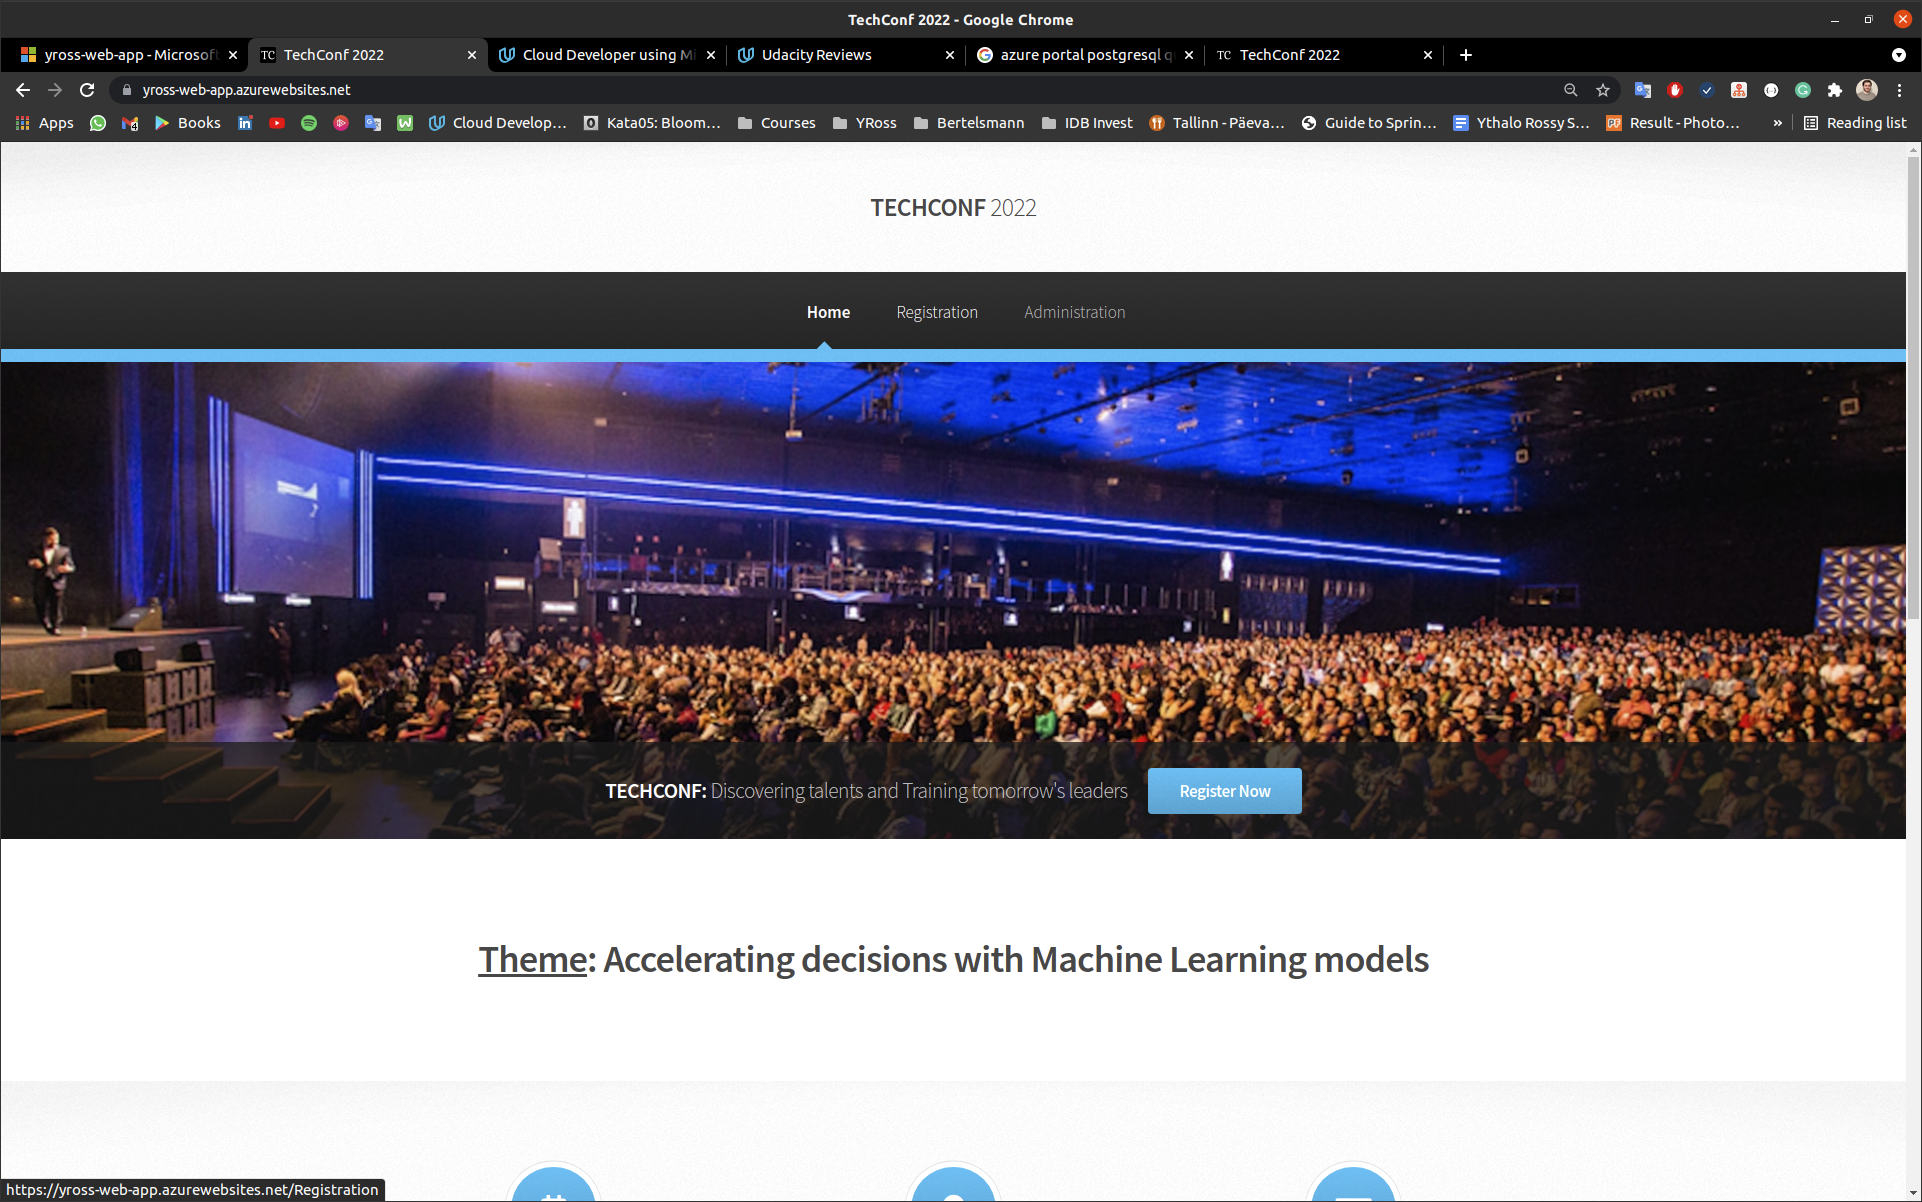 TechConf 2022 - Google Chrome
yross-web-app - Microsoft
TC TechConf 2022
Cloud Developer using Mi
Udacity Reviews
azure portal postgresql q
TC TechConf 2022
yross-web-app.azurewebsites.net
Apps
4
Books
Cloud Develop...
Kata05: Bloom...
Courses
YRoss
Bertelsmann
IDB Invest
Tallinn - Päeva...
Guide to Sprin...
Ythalo Rossy S...
Result - Photo...
»
Reading list
TECHCONF 2022
Home Registration Administration
TECHCONF: Discovering talents and Training tomorrow's leaders Register Now
Theme: Accelerating decisions with Machine Learning models
https://yross-web-app.azurewebsites.net/Registration